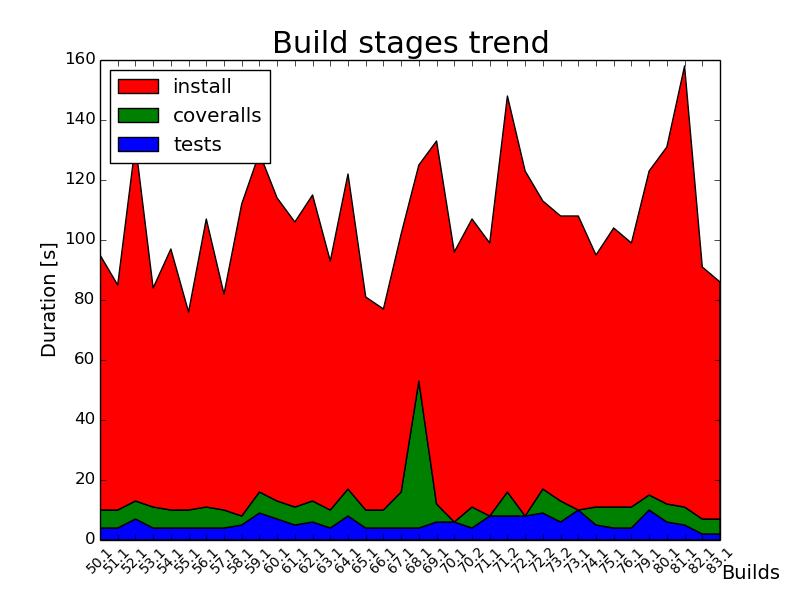 Build stages trend
install
coveralls
tests
160
140
120
100
80
60
40
20
0
Duration [s]
50.1 51.1 52.1 53.1 54.1 55.1 56.1 57.1 58.1 59.1 60.1 61.1 62.1 63.1 64.1 65.1 66.1 67.1 68.1 69.1 70.1 70.2 71.1 71.2 72.1 72.2 73.1 74.1 75.1 76.1 80.1 81.1 82.1 83.1
Builds